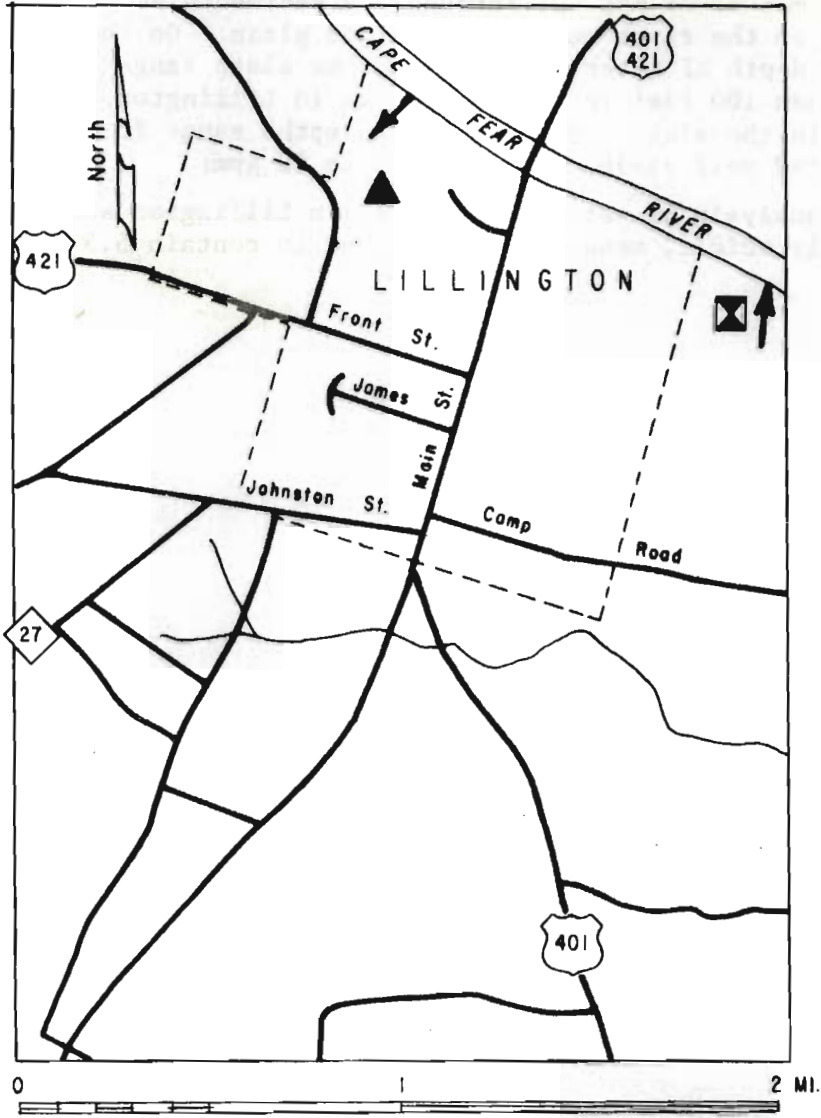 CAPE
FEAR
RIVER
401
421
North
421
LILLINGTON
Front St.
James St.
Main
Johnston St.
Camp Road
27
401
0 1 2 MI.